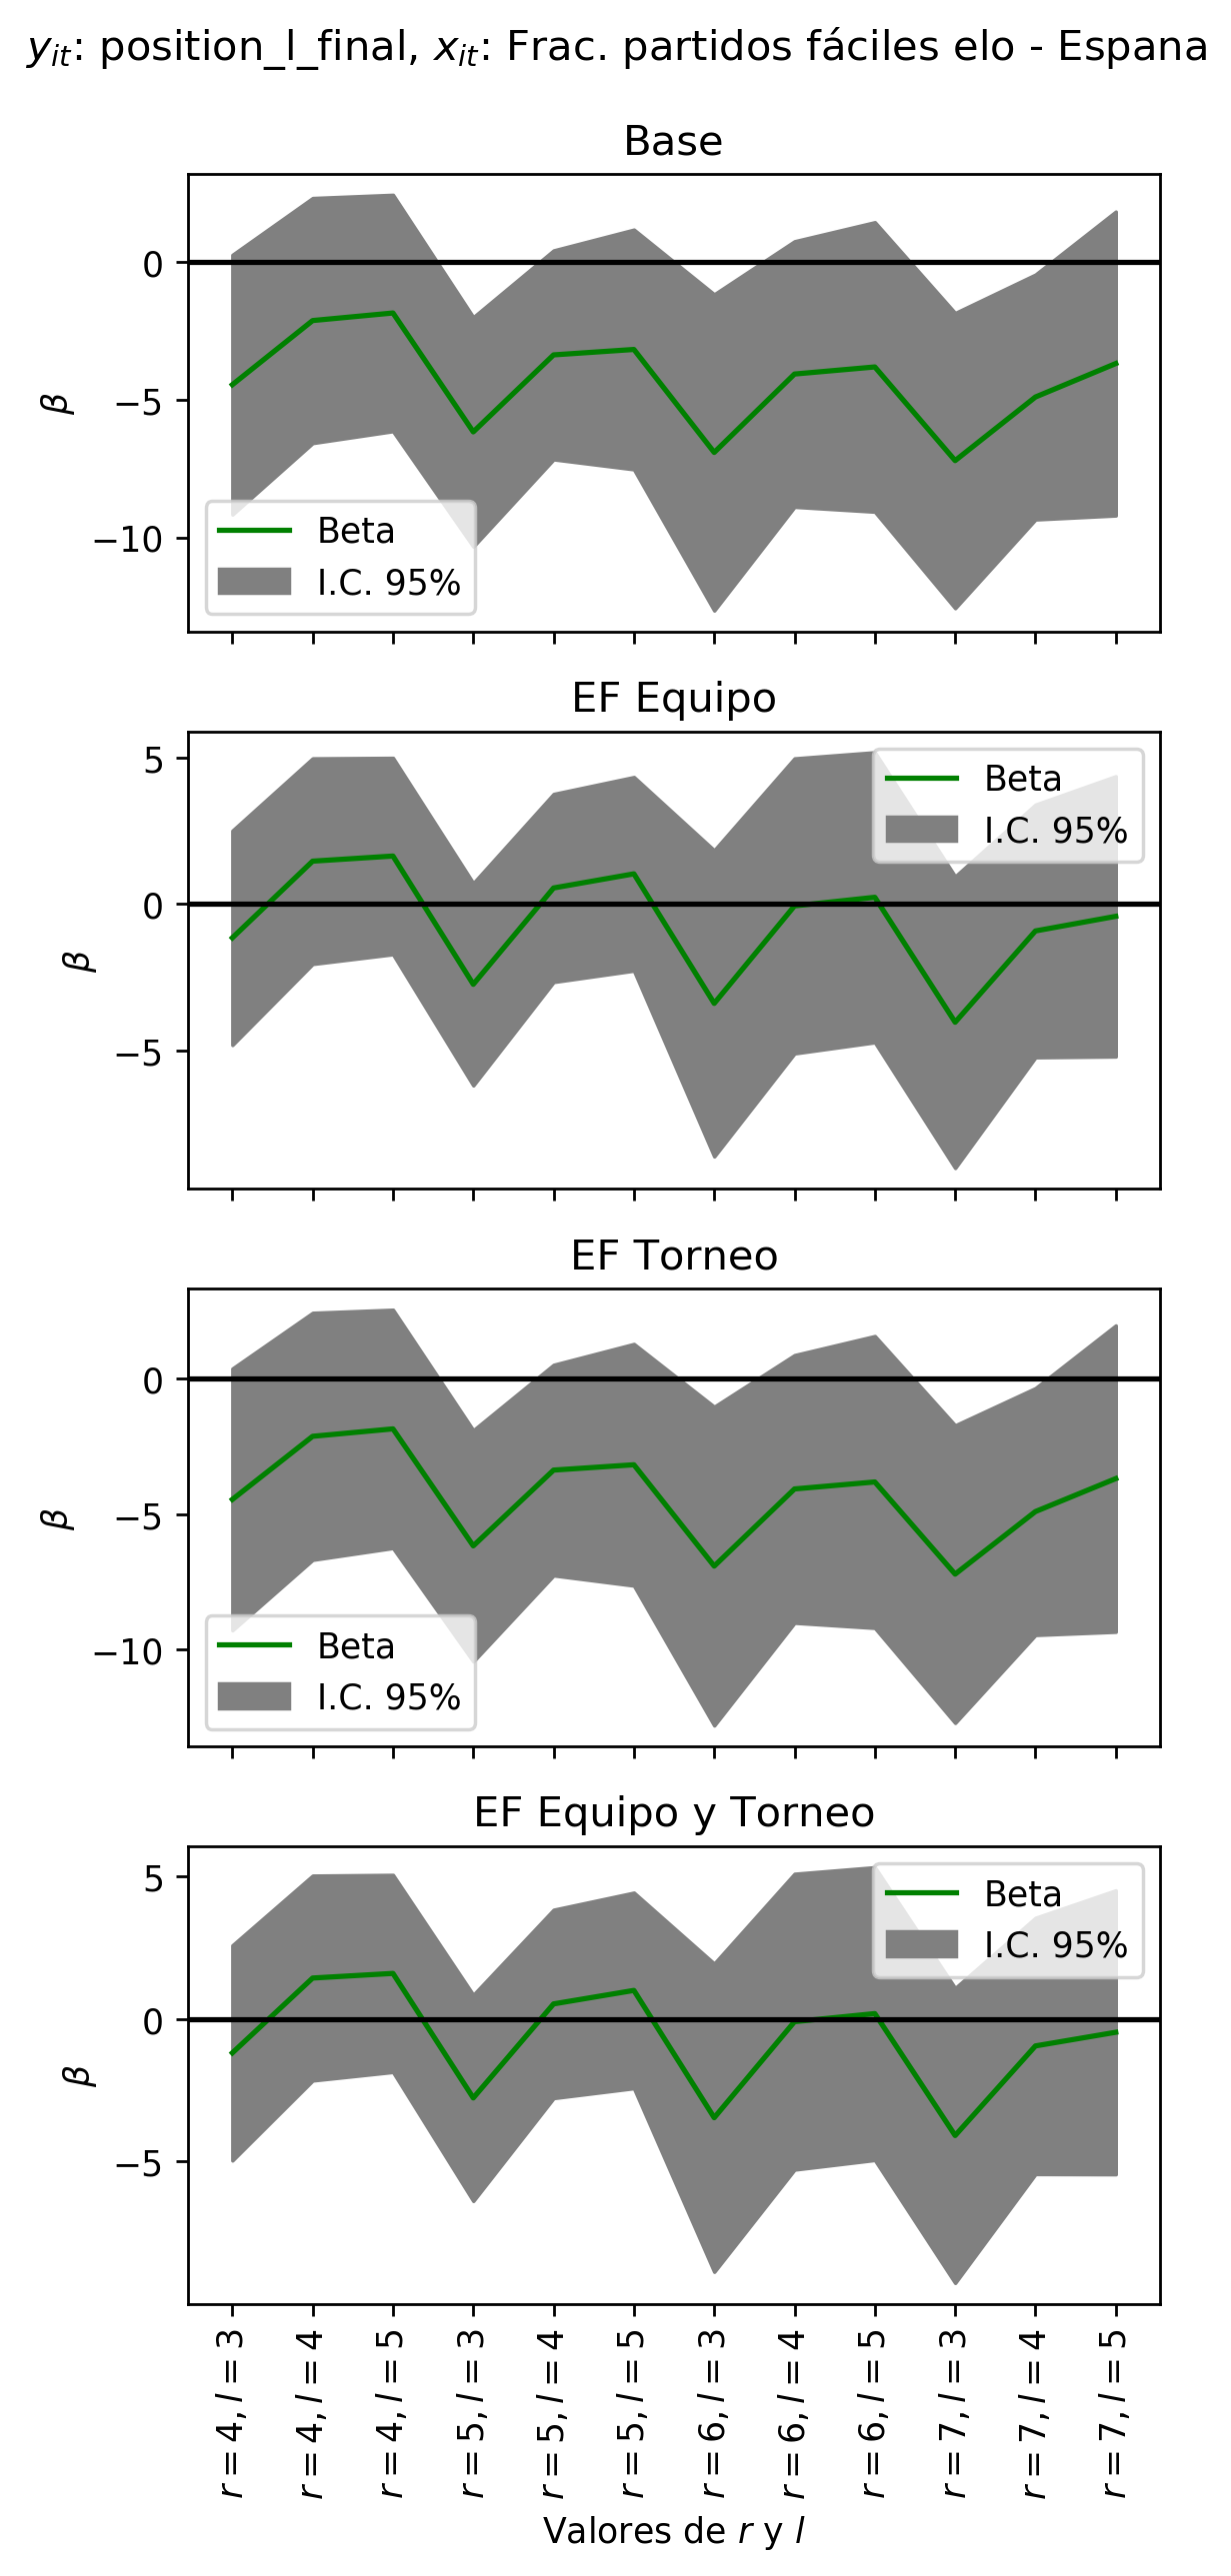 y_it: position_l_final, x_it: Frac. partidos fáciles elo - Espana
Base
0
−5
−10
β
Beta
I.C. 95%
EF Equipo
5
0
−5
β
Beta
I.C. 95%
EF Torneo
0
−5
−10
β
Beta
I.C. 95%
EF Equipo y Torneo
5
0
−5
β
Beta
I.C. 95%
r = 4, l = 3
r = 4, l = 4
r = 4, l = 5
r = 5, l = 3
r = 5, l = 4
r = 5, l = 5
r = 6, l = 3
r = 6, l = 4
r = 6, l = 5
r = 7, l = 3
r = 7, l = 4
r = 7, l = 5
Valores de r y l